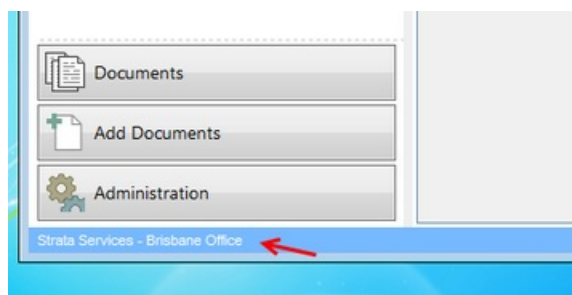 Documents
Add Documents
Administration
Strata Services - Brisbane Office